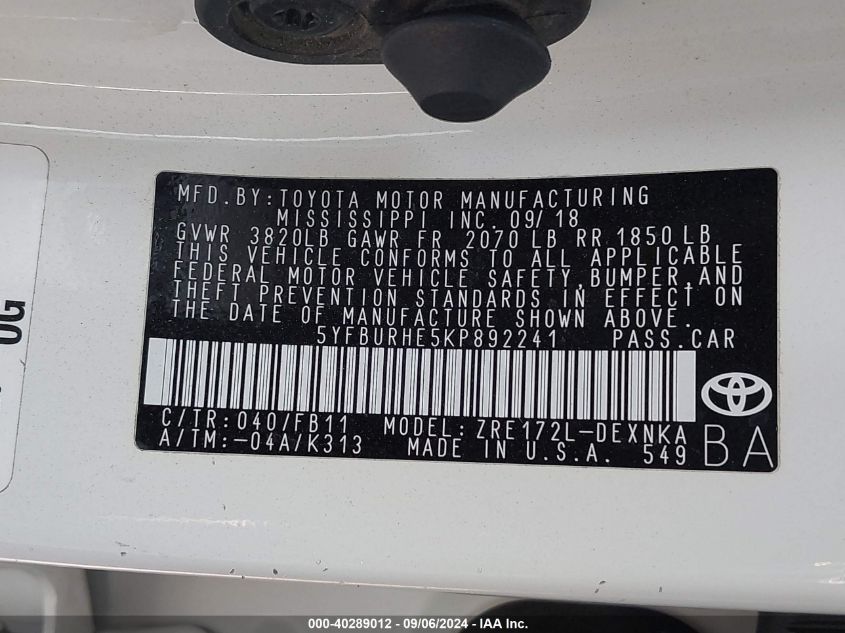 MFD.BY:TOYOTA MOTOR MANUFACTURING
MISSISSIPPI INC.09/18
GVWR 3820LB GAWR FR 2070 LB RR 1850LB
THIS VEHICLE CONFORMS TO ALL APPLICABLE
FEDERAL MOTOR VEHICLE SAFETY,BUMPER,AND
THEFT PREVENTION STANDARDS IN EFFECT ON
THE DATE OF MANUFACTURE SHOWN ABOVE.
5YFBURHE5KP892241 PASS.CAR
C/TR:040/FB11 MODEL:ZRE172L-DEXNKA
A/TM:-04A/K313 MADE IN U.S.A. 549
BA
OG
000-40289012 - 09/06/2024 - © IAA Inc.